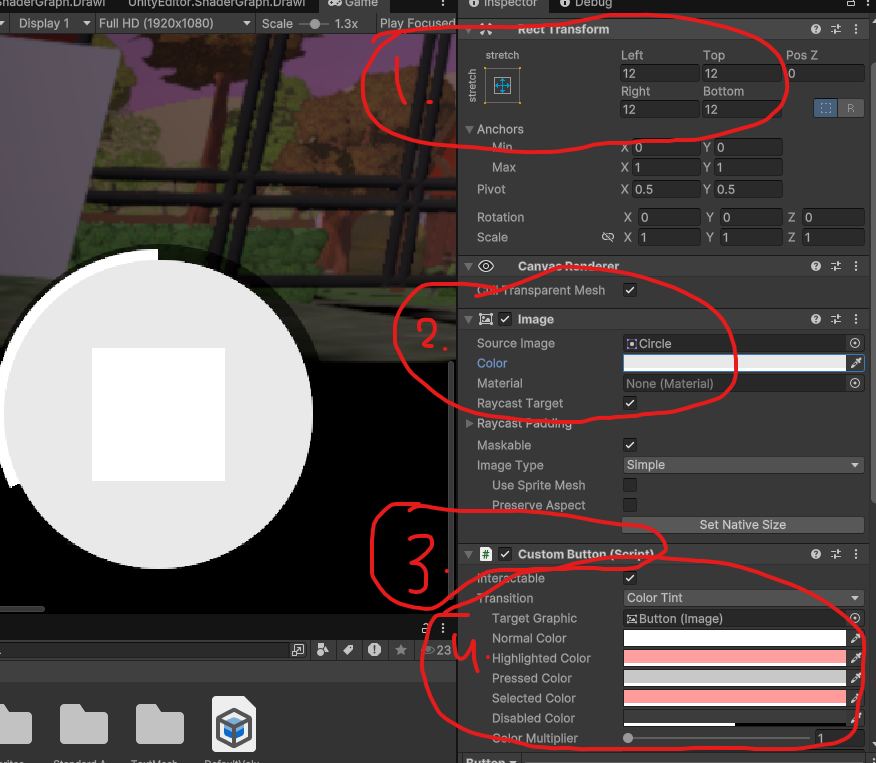 ShaderGraph.Drawi
UnityEditor.ShaderGraph.Drawi
Game
Inspector
Debug
Display 1
Full HD (1920x1080)
Scale
1.3x
Play Focused
Rect Transform
stretch
stretch
Left
Top
Pos Z
12
12
0
Right
Bottom
12
12
R
Anchors
Min
X 0
Y 0
Max
X 1
Y 1
Pivot
X 0.5
Y 0.5
Rotation
X 0
Y 0
Z 0
Scale
X 1
Y 1
Z 1
Canvas Renderer
Cull Transparent Mesh
Image
Source Image
Circle
Color
Material
None (Material)
Raycast Target
Raycast Padding
Maskable
Image Type
Simple
Use Sprite Mesh
Preserve Aspect
Set Native Size
# Custom Button (Script)
Interactable
Transition
Color Tint
Target Graphic
Button (Image)
Normal Color
Highlighted Color
Pressed Color
Selected Color
Disabled Color
Color Multiplier
1
Button
1.
2.
3.
4.
23
Standard A
TextMesh
DefaultVolu